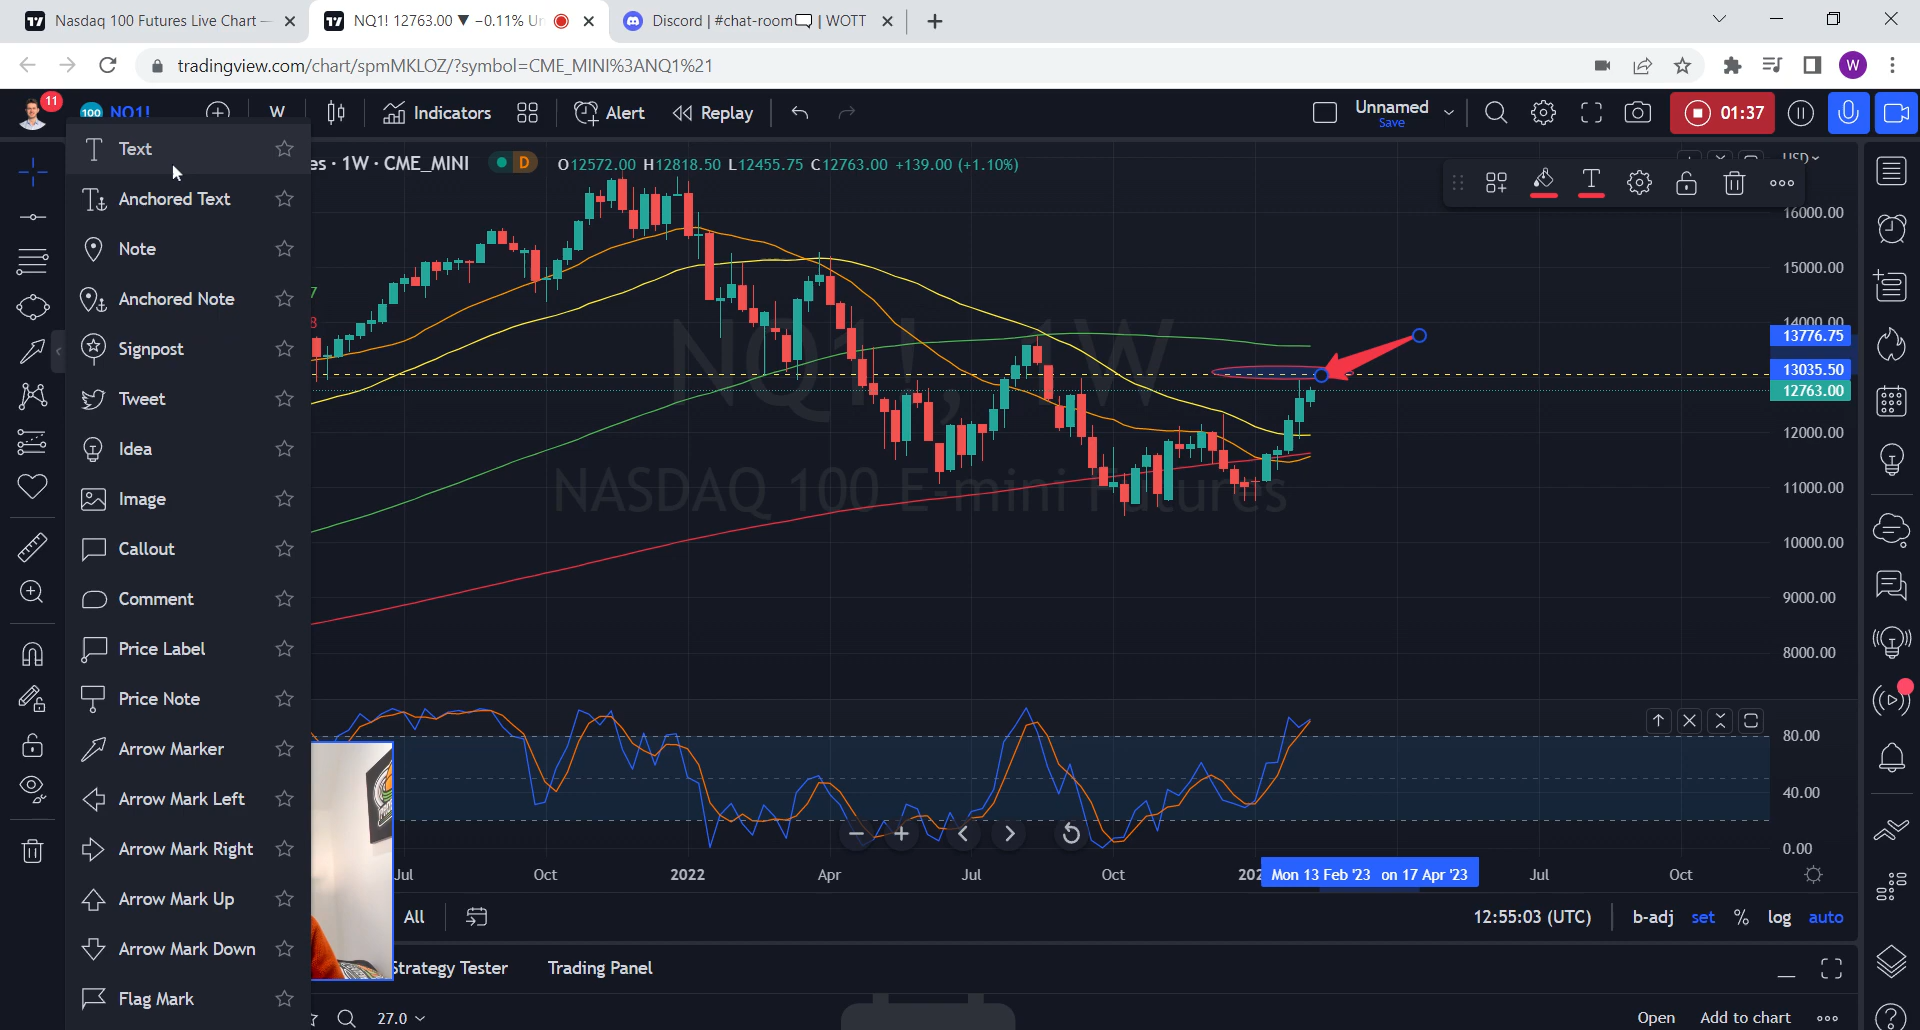 Nasdaq 100 Futures Live Chart —
NQ1! 12763.00 ▼ −0.11% Un
Discord | #chat-room | WOTT
tradingview.com/chart/spmMKLOZ/?symbol=CME_MINI%3ANQ1%21
W
11
100 NQ1!
W
Indicators
Alert
Replay
Unnamed
Save
01:37
es · 1W · CME_MINI
D
O12572.00 H12818.50 L12455.75 C12763.00 +139.00 (+1.10%)
USD
7
8
Text
Anchored Text
Note
Anchored Note
Signpost
Tweet
Idea
Image
Callout
Comment
Price Label
Price Note
Arrow Marker
Arrow Mark Left
Arrow Mark Right
Arrow Mark Up
Arrow Mark Down
Flag Mark
NQ1!, 1W
NASDAQ 100 E-mini Futures
16000.00
15000.00
14000.00
13776.75
13035.50
12763.00
12000.00
11000.00
10000.00
9000.00
8000.00
80.00
40.00
0.00
Jul
Oct
2022
Apr
Jul
Oct
202
Mon 13 Feb '23
on 17 Apr '23
Jul
Oct
All
12:55:03 (UTC)
b-adj
set
%
log
auto
Strategy Tester
Trading Panel
27.0
Open
Add to chart